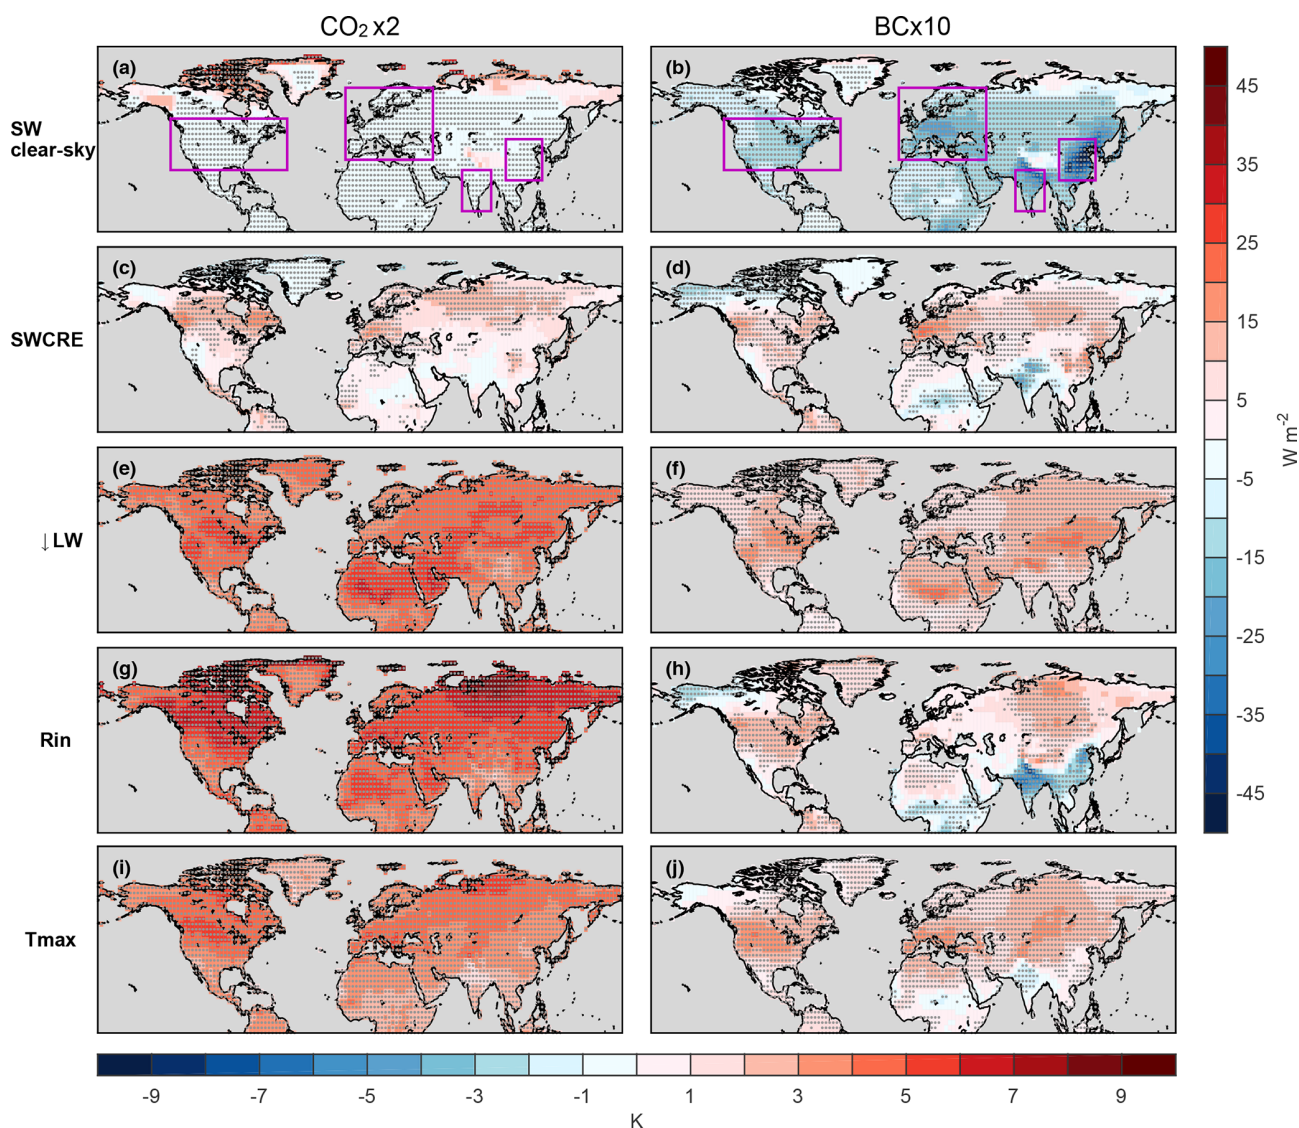 CO2 x2
BCx10
(a)
(b)
SW
clear-sky
(c)
(d)
SWCRE
(e)
(f)
↓LW
(g)
(h)
Rin
(i)
(j)
Tmax
45
35
25
15
5
-5
-15
-25
-35
-45
W m-2
-9 -7 -5 -3 -1 1 3 5 7 9
K